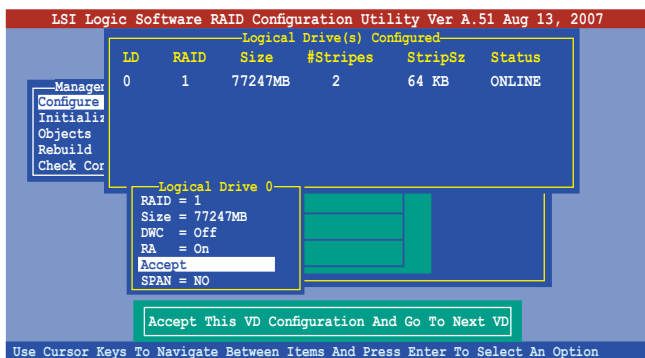 LSI Logic Software RAID Configuration Utility Ver A.51 Aug 13, 2007
Logical Drive(s) Configured
LD RAID Size #Stripes StripSz Status
0 1 77247MB 2 64 KB ONLINE
Managem
Configure
Initializ
Objects
Rebuild
Check Con
Logical Drive 0
RAID = 1
Size = 77247MB
DWC = Off
RA = On
Accept
SPAN = NO
Accept This VD Configuration And Go To Next VD
Use Cursor Keys To Navigate Between Items And Press Enter To Select An Option